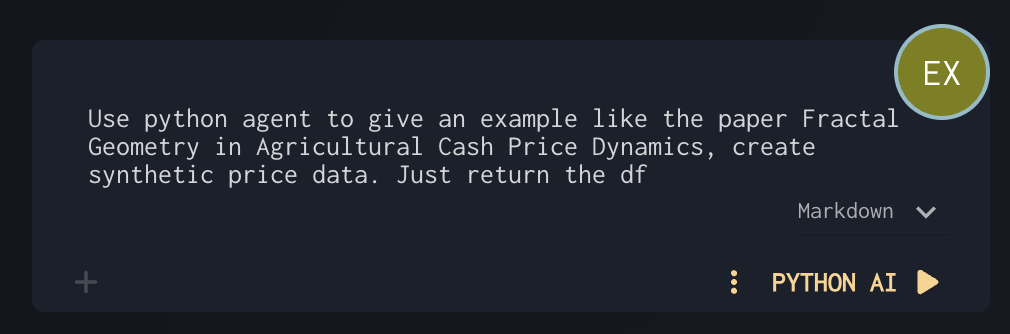 EX
Use python agent to give an example like the paper Fractal
Geometry in Agricultural Cash Price Dynamics, create
synthetic price data. Just return the df
Markdown
PYTHON AI